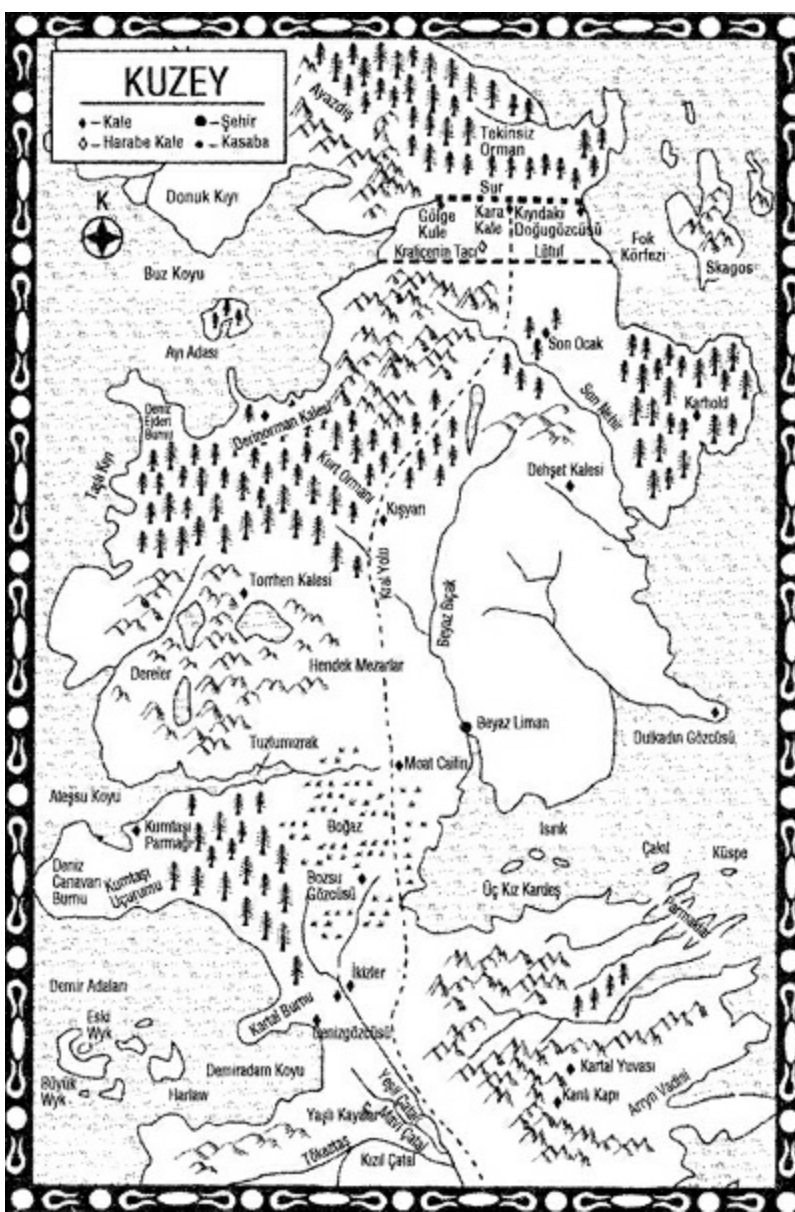 KUZEY
Kale
Şehir
Harabe Kale
Kasaba
K
Ayazdiş
Tekinsiz
Orman
Donuk Kıyı
Sur
Gölge
Kule
Kara
Kale
Kıyıdaki
Doğugözcüsü
Kraliçenin Tacı
Lütuf
Fok
Körfezi
Skagos
Buz Koyu
Ayı Adası
Son Ocak
Son Nehir
Karhold
Deniz
Ejderi
Burnu
Derinorman Kalesi
Taşlı Kıyı
Kurt Ormanı
Dehşet Kalesi
Kışyarı
Kral Yolu
Beyaz Bıçak
Torrhen Kalesi
Dereler
Hendek Mezarlar
Beyaz Liman
Dulkadın Gözcüsü
Tuzlumızrak
Moat Cailin
Ateşsu Koyu
Kumtaşı
Parmağı
Boğaz
Isırık
Deniz
Canavarı
Burnu
Kumtaşı
Uçurumu
Bozsu
Gözcüsü
Üç Kız Kardeş
Çakıl
Küspe
Parmaklar
Demir Adaları
İkizler
Eski
Wyk
Kartal Burnu
Denizgözcüsü
Büyük
Wyk
Harlaw
Demiradam Koyu
Kartal Yuvası
Kanlı Kapı
Arryn Vadisi
Yeşil Çatal
Mavi Çatal
Tökaztaş
Kızıl Çatal